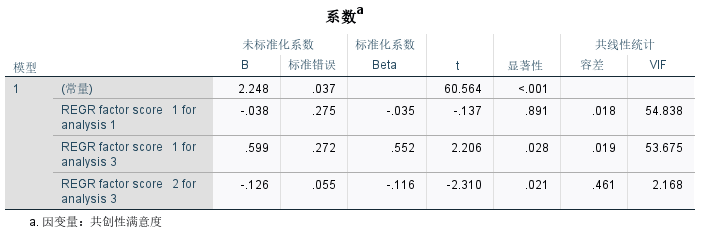 系数a
未标准化系数 标准化系数 共线性统计
模型 B 标准错误 Beta t 显著性 容差 VIF
1 (常量) 2.248 .037 60.564 <.001
REGR factor score 1 for analysis 1 -.038 .275 -.035 -.137 .891 .018 54.838
REGR factor score 1 for analysis 3 .599 .272 .552 2.206 .028 .019 53.675
REGR factor score 2 for analysis 3 -.126 .055 -.116 -2.310 .021 .461 2.168
a. 因变量：共创性满意度